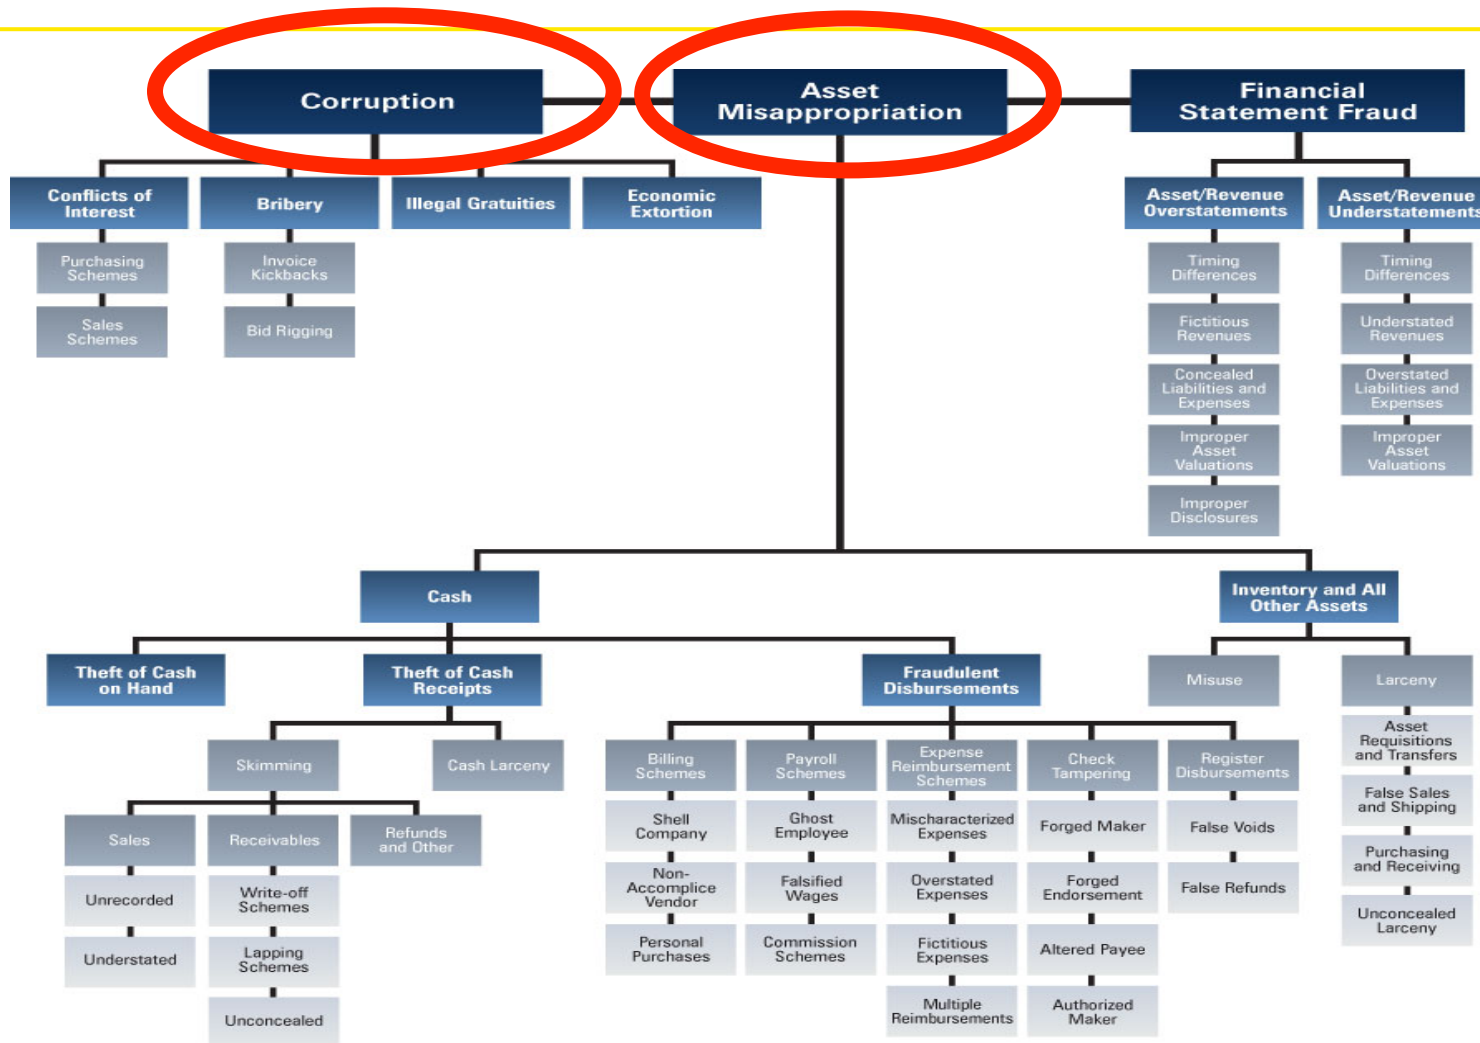 Corruption
Asset
Misappropriation
Financial
Statement Fraud
Conflicts of
Interest
Bribery
Illegal Gratuities
Economic
Extortion
Asset/Revenue
Overstatements
Asset/Revenue
Understatements
Purchasing
Schemes
Sales
Schemes
Invoice
Kickbacks
Bid Rigging
Timing
Differences
Fictitious
Revenues
Concealed
Liabilities and
Expenses
Improper
Asset
Valuations
Improper
Disclosures
Timing
Differences
Understated
Revenues
Overstated
Liabilities and
Expenses
Improper
Asset
Valuations
Cash
Inventory and All
Other Assets
Theft of Cash
on Hand
Theft of Cash
Receipts
Fraudulent
Disbursements
Misuse
Larceny
Asset
Requisitions
and Transfers
False Sales
and Shipping
Purchasing
and Receiving
Unconcealed
Larceny
Skimming
Cash Larceny
Sales
Unrecorded
Understated
Receivables
Write-off
Schemes
Lapping
Schemes
Unconcealed
Refunds
and Other
Billing
Schemes
Shell
Company
Non-
Accomplice
Vendor
Personal
Purchases
Payroll
Schemes
Ghost
Employee
Falsified
Wages
Commission
Schemes
Expense
Reimbursement
Schemes
Mischaracterized
Expenses
Overstated
Expenses
Fictitious
Expenses
Multiple
Reimbursements
Check
Tampering
Forged Maker
Forged
Endorsement
Altered Payee
Authorized
Maker
Register
Disbursements
False Voids
False Refunds